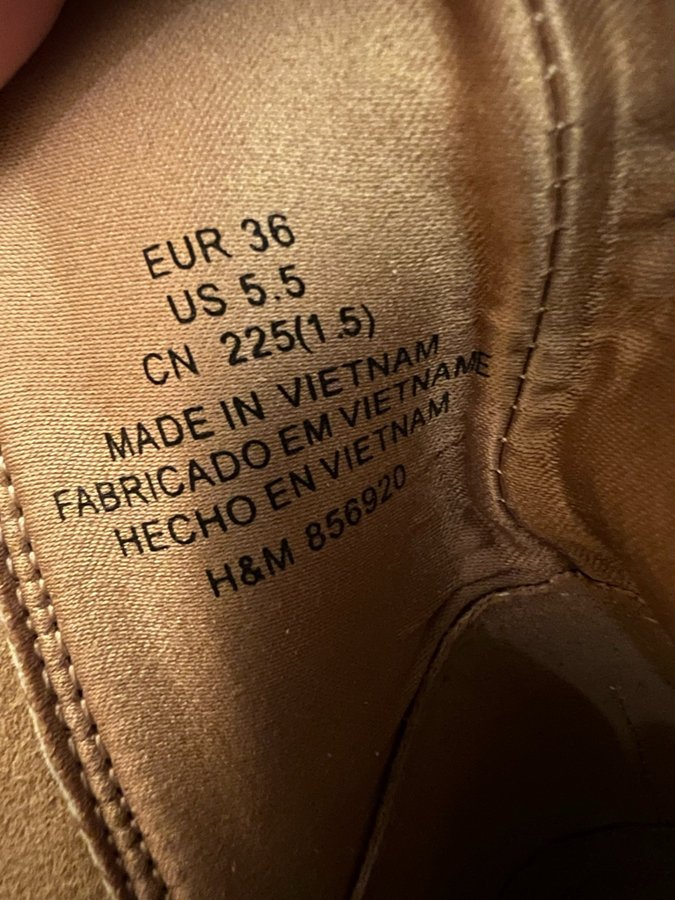 EUR 36
US 5.5
CN 225(1.5)
MADE IN VIETNAM
FABRICADO EM VIETNAME
HECHO EN VIETNAM
H&M 856920